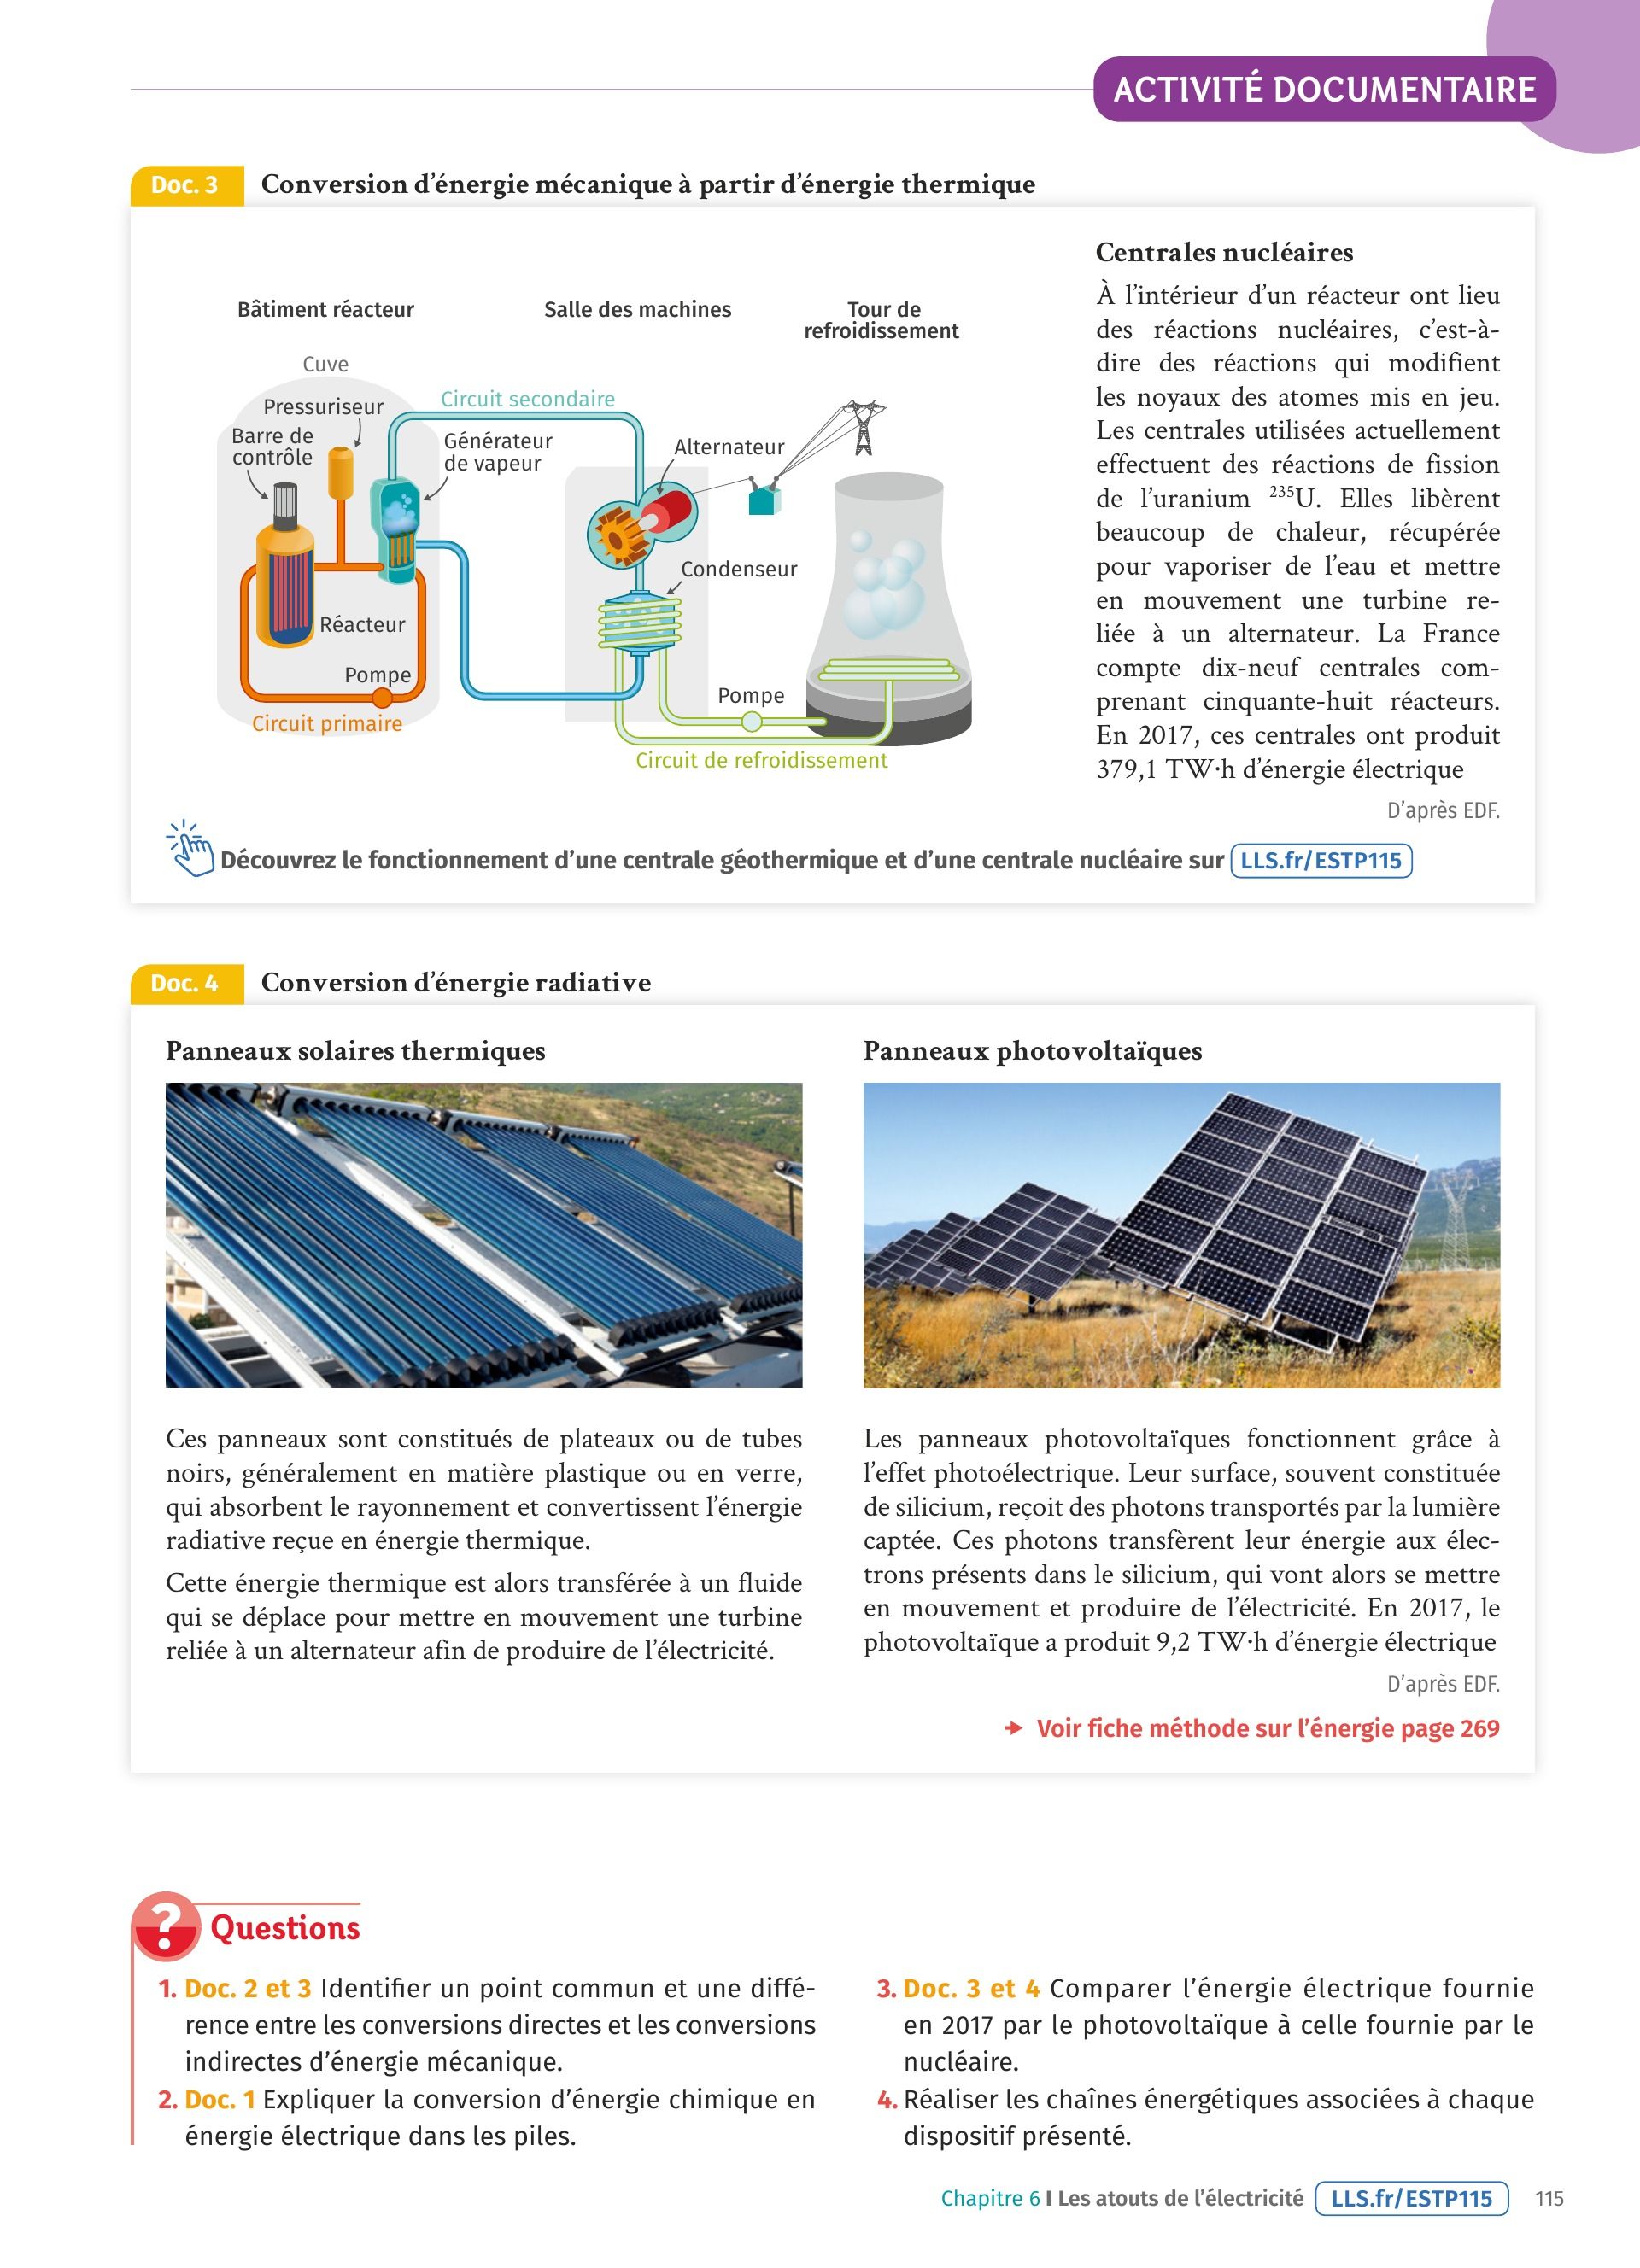 ACTIVITÉ DOCUMENTAIRE
Doc. 3
Conversion d'énergie mécanique à partir d'énergie thermique
Bâtiment réacteur
Salle des machines
Tour de
refroidissement
Cuve
Pressuriseur
Barre de
contrôle
Circuit secondaire
Générateur
de vapeur
Alternateur
Condenseur
Réacteur
Pompe
Circuit primaire
Pompe
Circuit de refroidissement
Centrales nucléaires
À l'intérieur d'un réacteur ont lieu
des réactions nucléaires, c'est-à-
dire des réactions qui modifient
les noyaux des atomes mis en jeu.
Les centrales utilisées actuellement
effectuent des réactions de fission
de l'uranium ²³⁵U. Elles libèrent
beaucoup de chaleur, récupérée
pour vaporiser de l'eau et mettre
en mouvement une turbine re-
liée à un alternateur. La France
compte dix-neuf centrales com-
prenant cinquante-huit réacteurs.
En 2017, ces centrales ont produit
379,1 TW·h d'énergie électrique
D'après EDF.
Découvrez le fonctionnement d'une centrale géothermique et d'une centrale nucléaire sur LLS.fr/ESTP115
Doc. 4
Conversion d'énergie radiative
Panneaux solaires thermiques
Ces panneaux sont constitués de plateaux ou de tubes
noirs, généralement en matière plastique ou en verre,
qui absorbent le rayonnement et convertissent l'énergie
radiative reçue en énergie thermique.
Cette énergie thermique est alors transférée à un fluide
qui se déplace pour mettre en mouvement une turbine
reliée à un alternateur afin de produire de l'électricité.
Panneaux photovoltaïques
Les panneaux photovoltaïques fonctionnent grâce à
l'effet photoélectrique. Leur surface, souvent constituée
de silicium, reçoit des photons transportés par la lumière
captée. Ces photons transfèrent leur énergie aux élec-
trons présents dans le silicium, qui vont alors se mettre
en mouvement et produire de l'électricité. En 2017, le
photovoltaïque a produit 9,2 TW·h d'énergie électrique
D'après EDF.
Voir fiche méthode sur l'énergie page 269
? Questions
1. Doc. 2 et 3 Identifier un point commun et une diffé-
rence entre les conversions directes et les conversions
indirectes d'énergie mécanique.
2. Doc. 1 Expliquer la conversion d'énergie chimique en
énergie électrique dans les piles.
3. Doc. 3 et 4 Comparer l'énergie électrique fournie
en 2017 par le photovoltaïque à celle fournie par le
nucléaire.
4. Réaliser les chaînes énergétiques associées à chaque
dispositif présenté.
Chapitre 6 I Les atouts de l'électricité LLS.fr/ESTP115 115